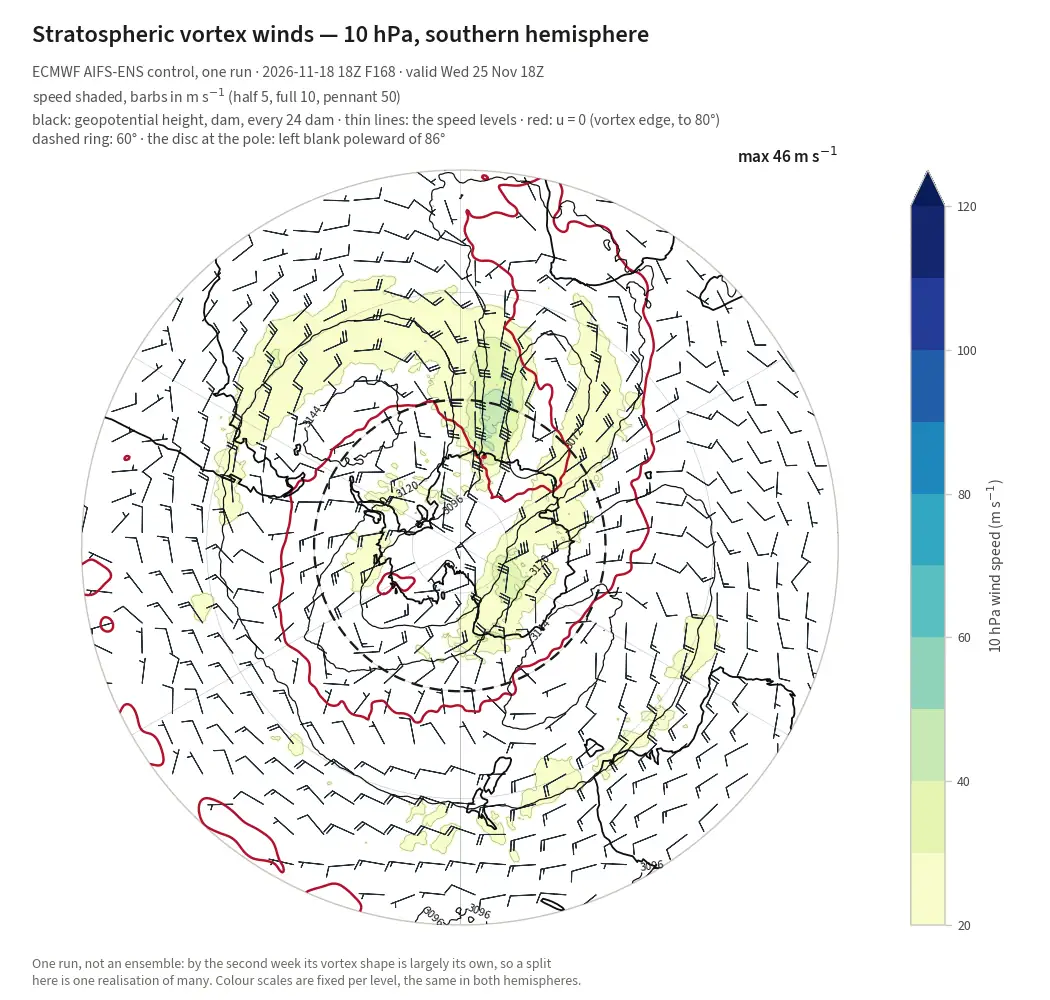 Stratospheric vortex winds — 10 hPa, southern hemisphere
ECMWF AIFS-ENS control, one run · 2026-11-18 18Z F168 · valid Wed 25 Nov 18Z
speed shaded, barbs in m s⁻¹ (half 5, full 10, pennant 50)
black: geopotential height, dam, every 24 dam · thin lines: the speed levels · red: u = 0 (vortex edge, to 80°)
dashed ring: 60° · the disc at the pole: left blank poleward of 86°
max 46 m s⁻¹
120
100
80
60
40
20
10 hPa wind speed (m s⁻¹)
3144
3120
3096
3120
3096
3096
3096
One run, not an ensemble: by the second week its vortex shape is largely its own, so a split
here is one realisation of many. Colour scales are fixed per level, the same in both hemispheres.